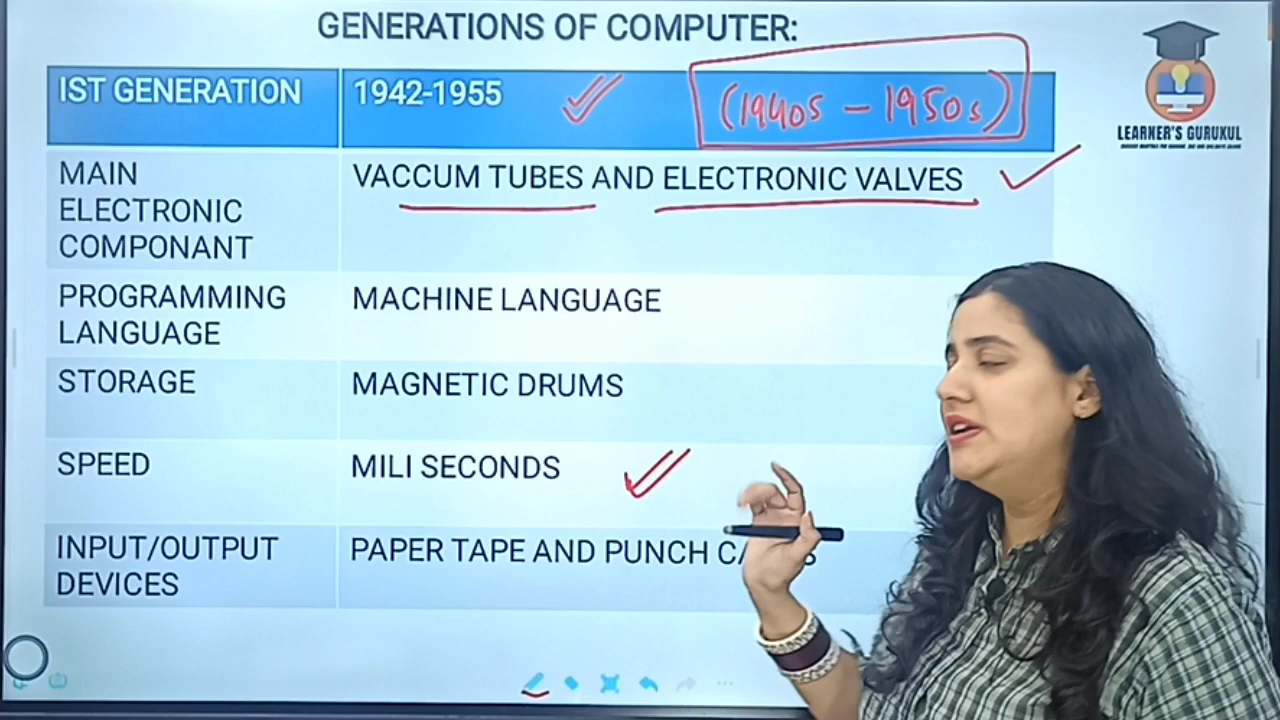 GENERATIONS OF COMPUTER:
IST GENERATION
1942-1955
(1940s - 1950s)
MAIN
ELECTRONIC
COMPONANT
VACCUM TUBES AND ELECTRONIC VALVES
PROGRAMMING
LANGUAGE
MACHINE LANGUAGE
STORAGE
MAGNETIC DRUMS
SPEED
MILI SECONDS
INPUT/OUTPUT
DEVICES
PAPER TAPE AND PUNCH
LEARNER'S GURUKUL